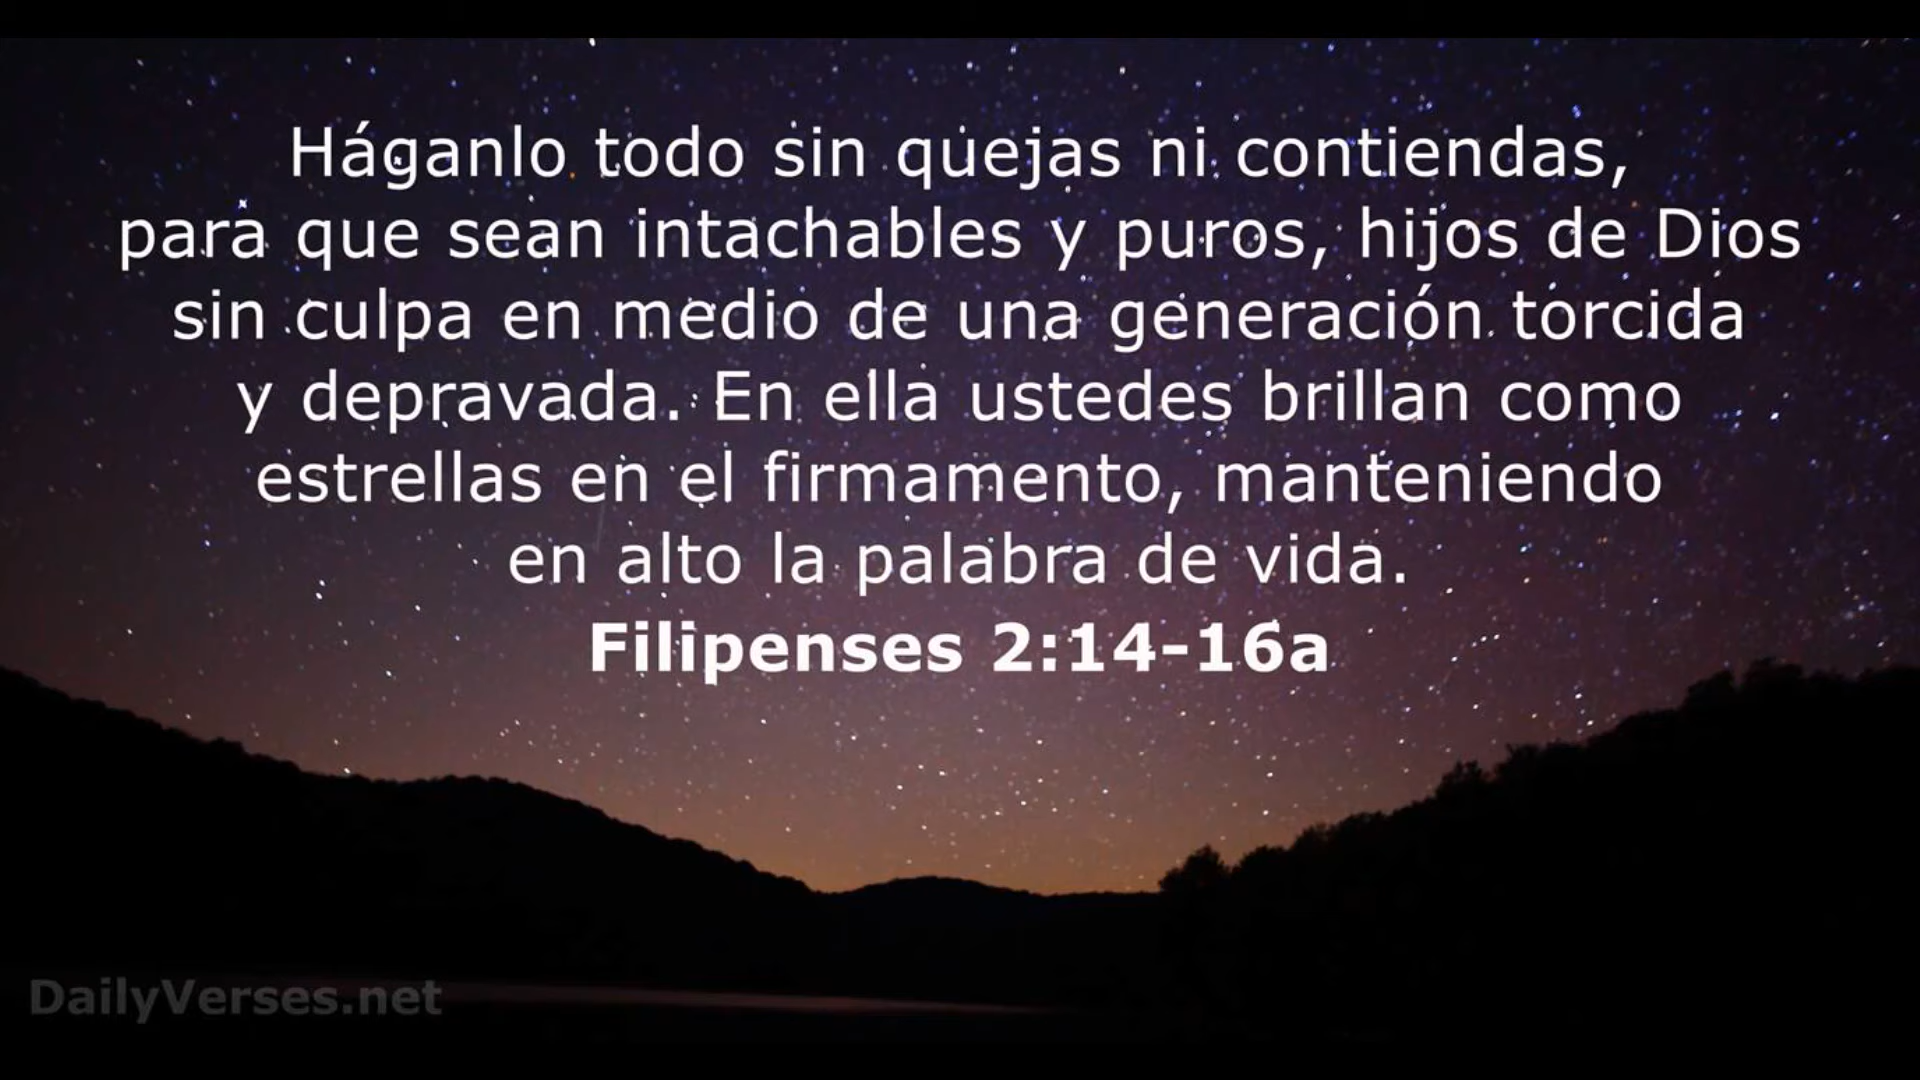 Háganlo todo sin quejas ni contiendas,
para que sean intachables y puros, hijos de Dios
sin culpa en medio de una generación torcida
y depravada. En ella ustedes brillan como
estrellas en el firmamento, manteniendo
en alto la palabra de vida.
Filipenses 2:14-16a
DailyVerses.net